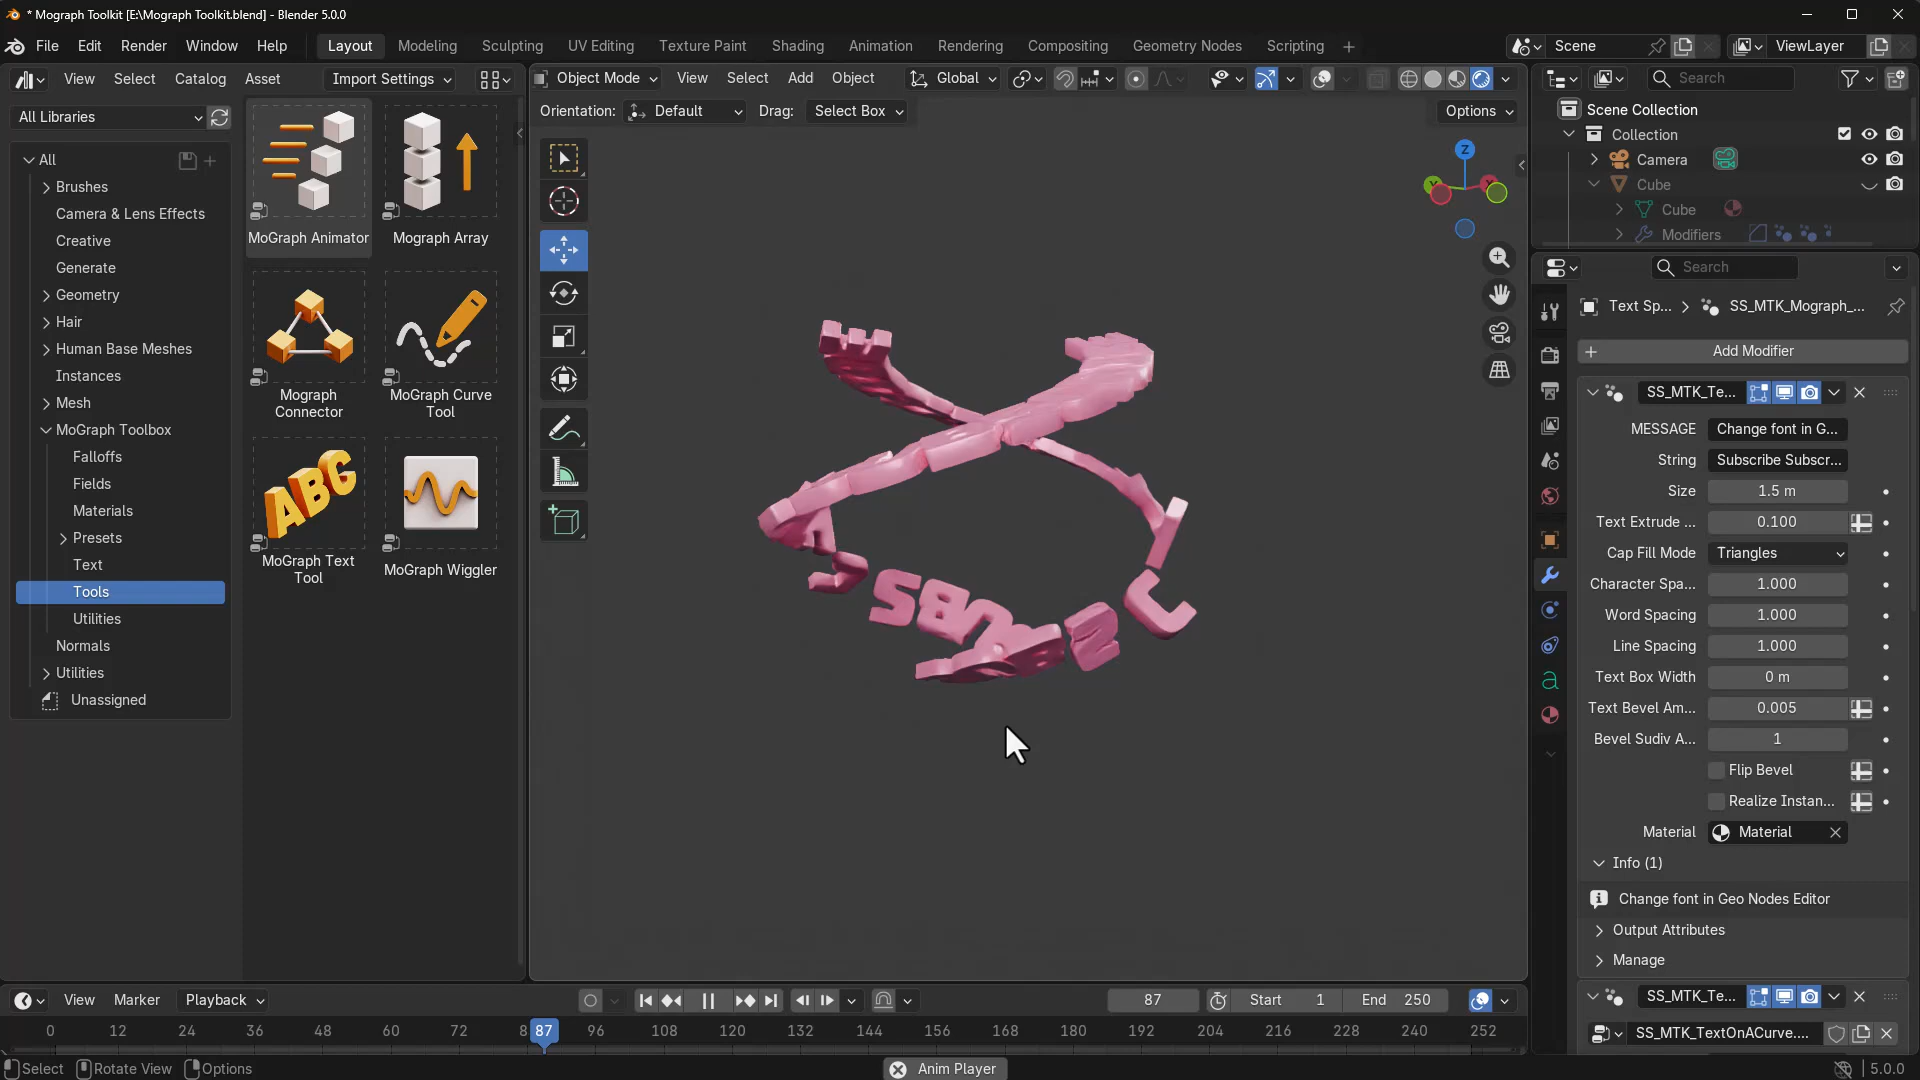 * Mograph Toolkit [E:\Mograph Toolkit.blend] - Blender 5.0.0
File Edit Render Window Help Layout Modeling Sculpting UV Editing Texture Paint Shading Animation Rendering Compositing Geometry Nodes Scripting + Scene ViewLayer
View Select Catalog Asset Import Settings Object Mode View Select Add Object Global Search
All Libraries Orientation: Default Drag: Select Box Options
Scene Collection
Collection
Camera
Cube
Cube
Modifiers
All
Brushes
Camera & Lens Effects
Creative
Generate
Geometry
Hair
Human Base Meshes
Instances
Mesh
MoGraph Toolbox
Falloffs
Fields
Materials
Presets
Text
Tools
Utilities
Normals
Utilities
Unassigned
MoGraph Animator
Mograph Array
Mograph
Connector
MoGraph Curve
Tool
ABC
MoGraph Text
Tool
MoGraph Wiggler
Z
Search
Text Sp... SS_MTK_Mograph_...
Add Modifier
SS_MTK_Te...
MESSAGE Change font in G...
String Subscribe Subscr...
Size 1.5 m
Text Extrude ... 0.100
Cap Fill Mode Triangles
Character Spa... 1.000
Word Spacing 1.000
Line Spacing 1.000
Text Box Width 0 m
Text Bevel Am... 0.005
Bevel Sudiv A... 1
Flip Bevel
Realize Instan...
Material Material
Info (1)
Change font in Geo Nodes Editor
Output Attributes
Manage
SS_MTK_Te...
SS_MTK_TextOnACurve....
View Marker Playback 87 Start 1 End 250
0 12 24 36 48 60 72 8 87 96 108 120 132 144 156 168 180 192 204 216 228 240 252
Select Rotate View Options Anim Player 5.0.0